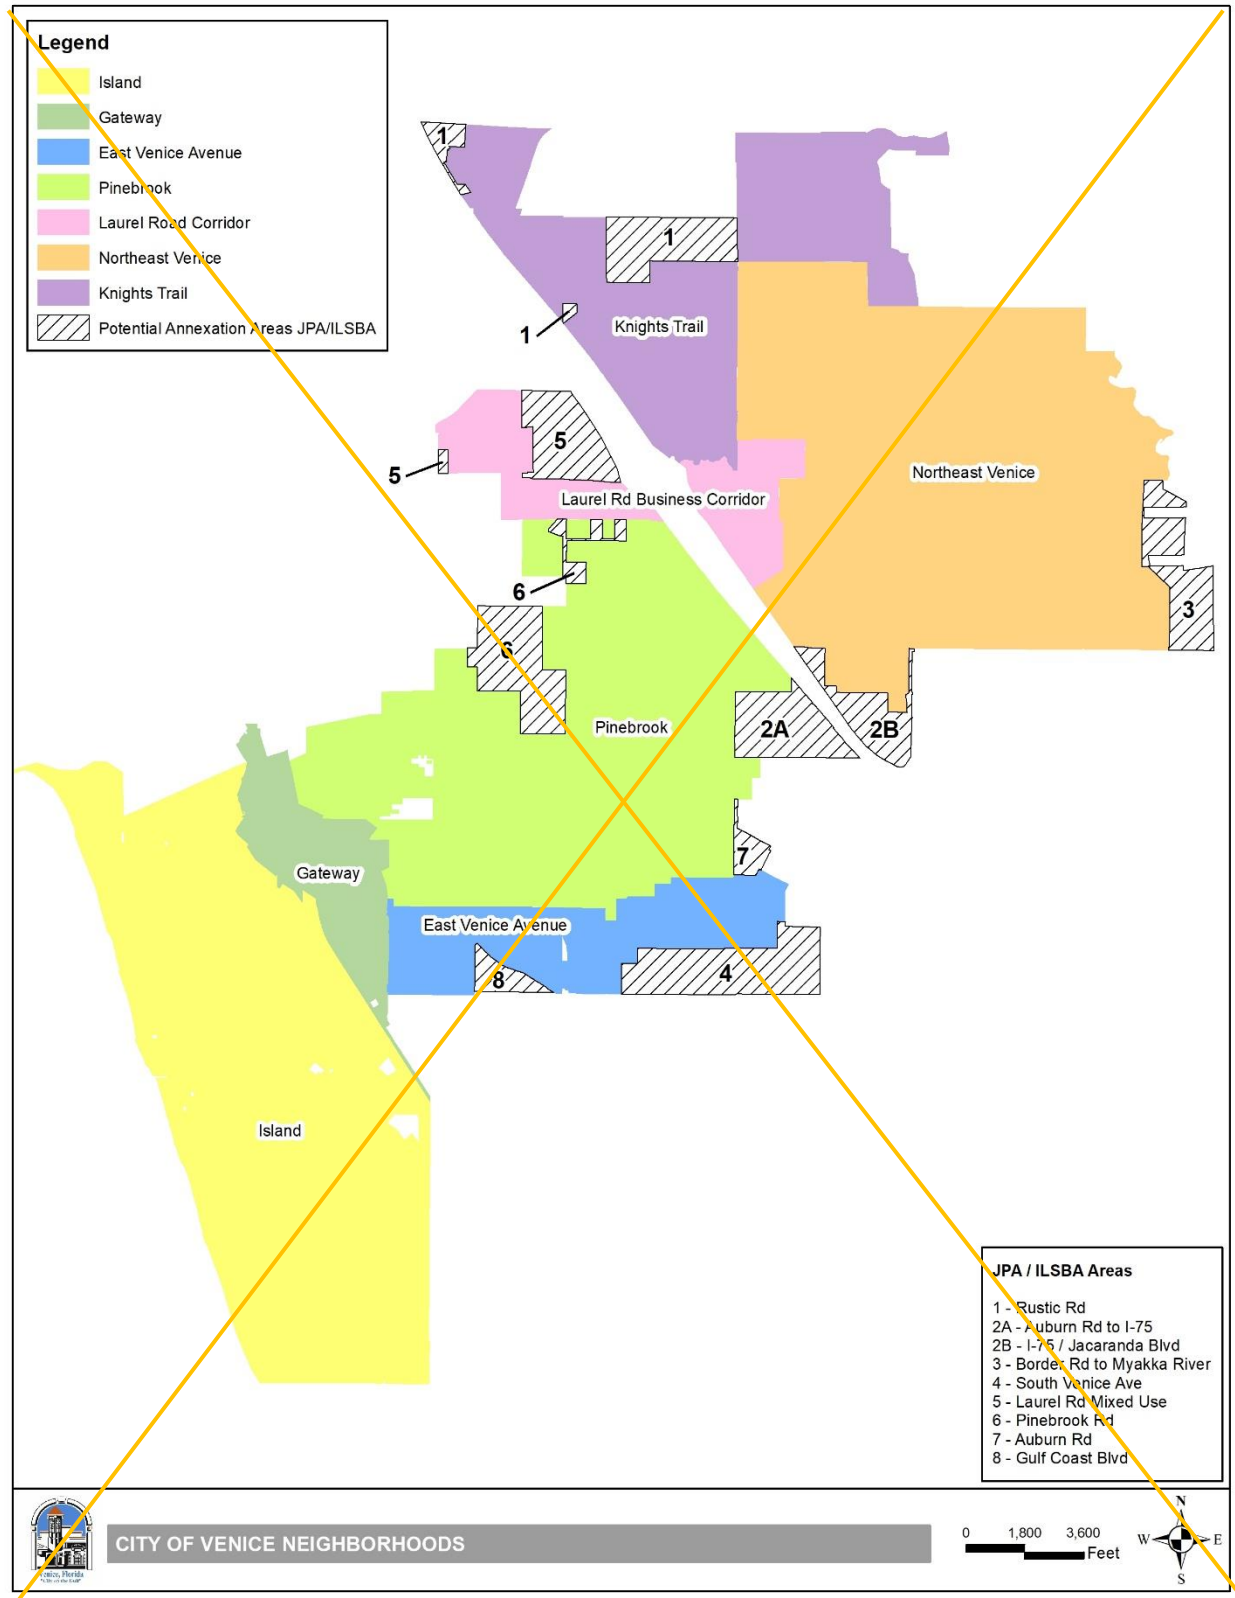 Legend
Island
Gateway
East Venice Avenue
Pinebrook
Laurel Road Corridor
Northeast Venice
Knights Trail
Potential Annexation Areas JPA/ILSBA
1
1
1
Knights Trail
5
5
Northeast Venice
Laurel Rd Business Corridor
6
3
6
Pinebrook
2A
2B
7
Gateway
East Venice Avenue
8
4
Island
JPA / ILSBA Areas
1 - Rustic Rd
2A - Auburn Rd to I-75
2B - I-75 / Jacaranda Blvd
3 - Border Rd to Myakka River
4 - South Venice Ave
5 - Laurel Rd Mixed Use
6 - Pinebrook Rd
7 - Auburn Rd
8 - Gulf Coast Blvd
Venice, Florida
CITY OF VENICE NEIGHBORHOODS
0 1,800 3,600
Feet
N
W E
S